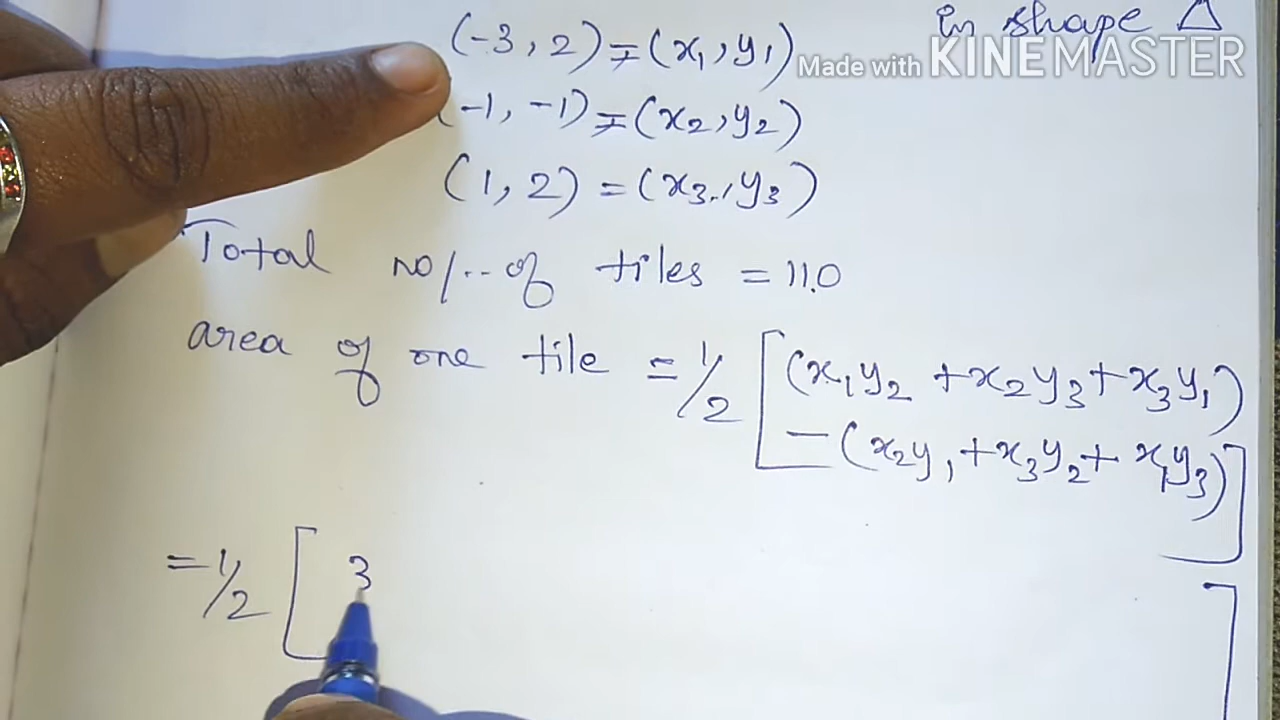 (-3, 2) = (x₁, y₁)
in shape △
Made with KINEMASTER
(-1, -1) = (x₂, y₂)
(1, 2) = (x₃, y₃)
Total no/.. of tiles = 110
area of one tile = 1/2 [(x₁y₂ + x₂y₃ + x₃y₁)
- (x₂y₁ + x₃y₂ + x₁y₃)]
= 1/2 [ 3 ]